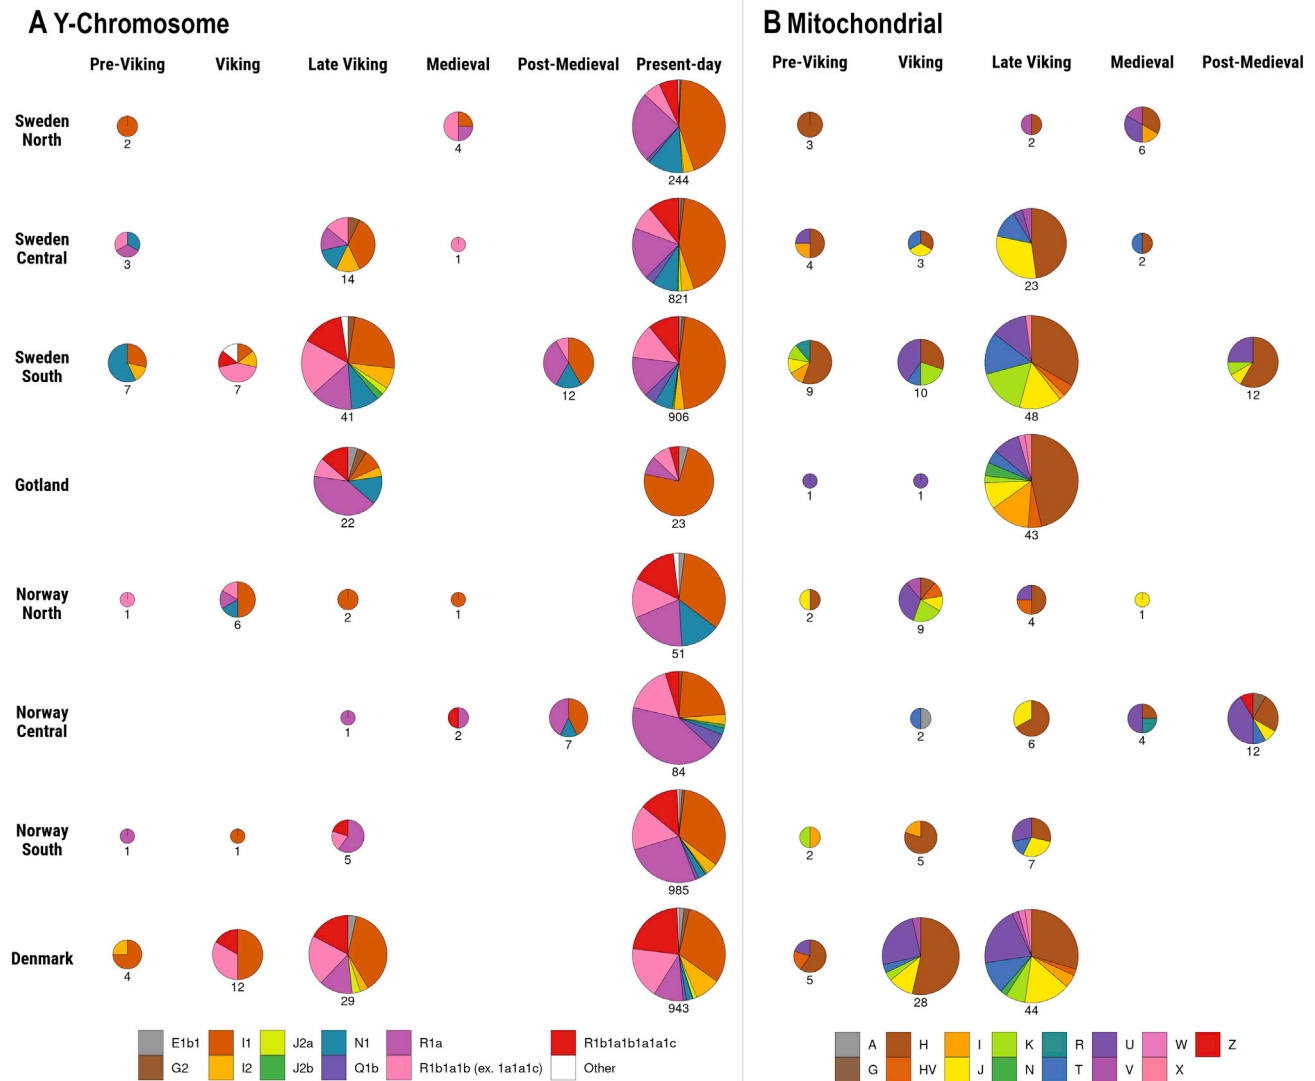 A Y-Chromosome
B Mitochondrial
Pre-Viking Viking Late Viking Medieval Post-Medieval Present-day
Pre-Viking Viking Late Viking Medieval Post-Medieval
Sweden
North
2 4 244
3 2 6
Sweden
Central
3 14 1 821
4 3 23 2
Sweden
South
7 7 41 12 906
9 10 48 12
Gotland
22 23
1 1 43
Norway
North
1 6 2 1 51
2 9 4 1
Norway
Central
1 2 7 84
2 6 4 12
Norway
South
1 1 5 985
2 5 7
Denmark
4 12 29 943
5 28 44
E1b1 I1 J2a N1 R1a R1b1a1b1a1a1c
G2 I2 J2b Q1b R1b1a1b (ex. 1a1a1c) Other
A H I K R U W Z
G HV J N T V X